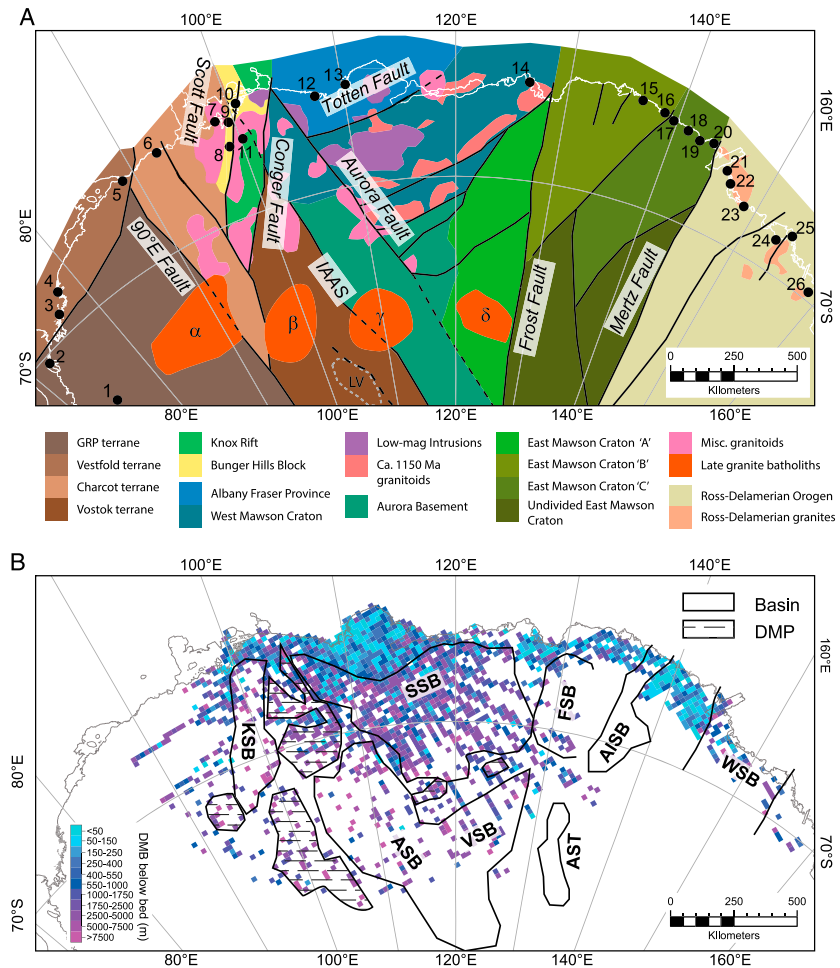 A
100°E
120°E
140°E
Scott Fault
12
13
Totten Fault
14
15
16
17
18
19
20
160°E
10
7
9
8
11
6
5
Conger Fault
Aurora Fault
21
22
23
24
25
26
80°E
90°E Fault
IAAS
Frost Fault
Mertz Fault
4
3
2
1
α
β
γ
δ
LV
70°S
70°S
0
250
500
KIlometers
80°E
100°E
120°E
140°E
160°E
GRP terrane
Vestfold terrane
Charcot terrane
Vostok terrane
Knox Rift
Bunger Hills Block
Albany Fraser Province
West Mawson Craton
Low-mag Intrusions
Ca. 1150 Ma
granitoids
Aurora Basement
East Mawson Craton 'A'
East Mawson Craton 'B'
East Mawson Craton 'C'
Undivided East Mawson
Craton
Misc. granitoids
Late granite batholiths
Ross-Delamerian Orogen
Ross-Delamerian granites
B
100°E
120°E
140°E
Basin
DMP
160°E
KSB
SSB
FSB
AISB
WSB
ASB
VSB
AST
80°E
DMB below bed (m)
<50
50-150
150-250
250-400
400-550
550-1000
1000-1750
1750-2500
2500-5000
5000-7500
>7500
70°S
70°S
0
250
500
KIlometers
80°E
100°E
120°E
140°E